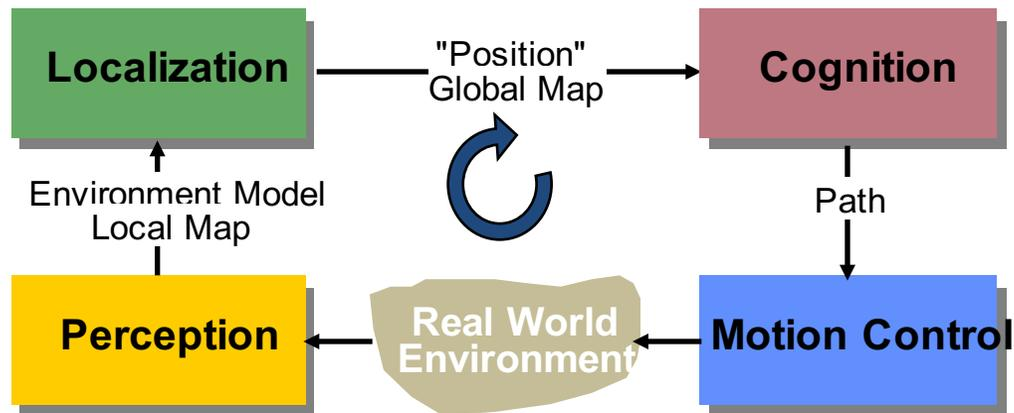 Localization
"Position"
Global Map
Cognition
Environment Model
Local Map
Path
Perception
Real World
Environment
Motion Control